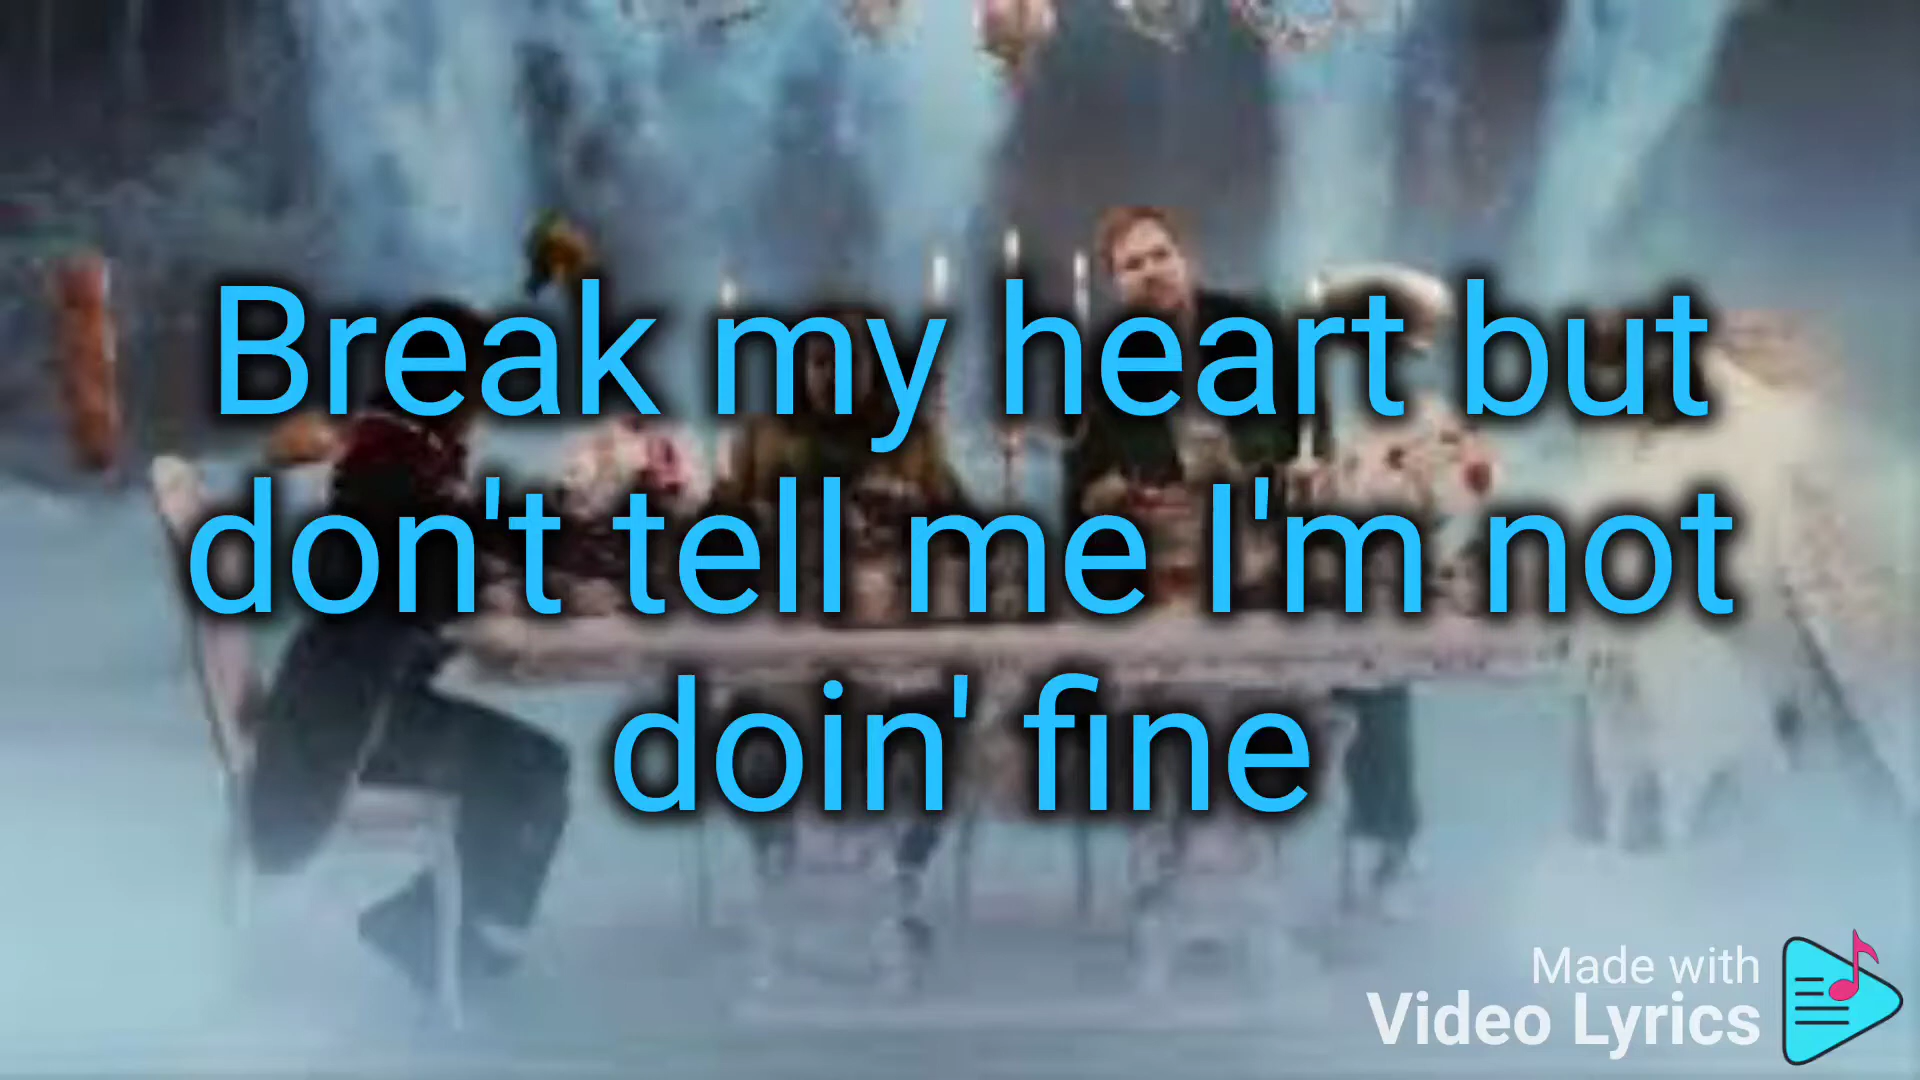 Break my heart but
don't tell me I'm not
doin' fine
Made with
Video Lyrics